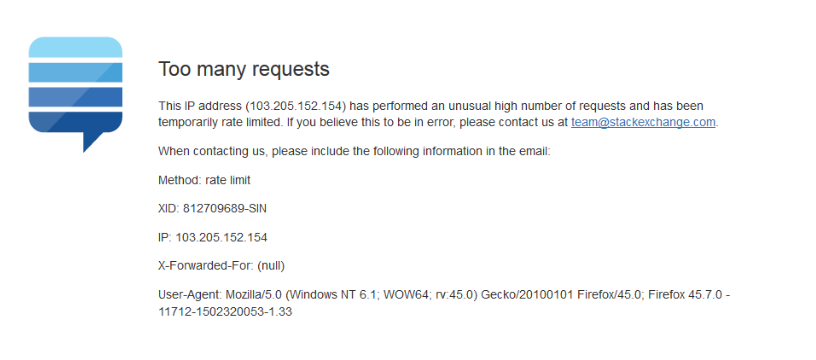 Too many requests
This IP address (103.205.152.154) has performed an unusual high number of requests and has been
temporarily rate limited. If you believe this to be in error, please contact us at team@stackexchange.com.
When contacting us, please include the following information in the email:
Method: rate limit
XID: 812709689-SIN
IP: 103.205.152.154
X-Forwarded-For: (null)
User-Agent: Mozilla/5.0 (Windows NT 6.1; WOW64; rv:45.0) Gecko/20100101 Firefox/45.0; Firefox 45.7.0 -
11712-1502320053-1.33